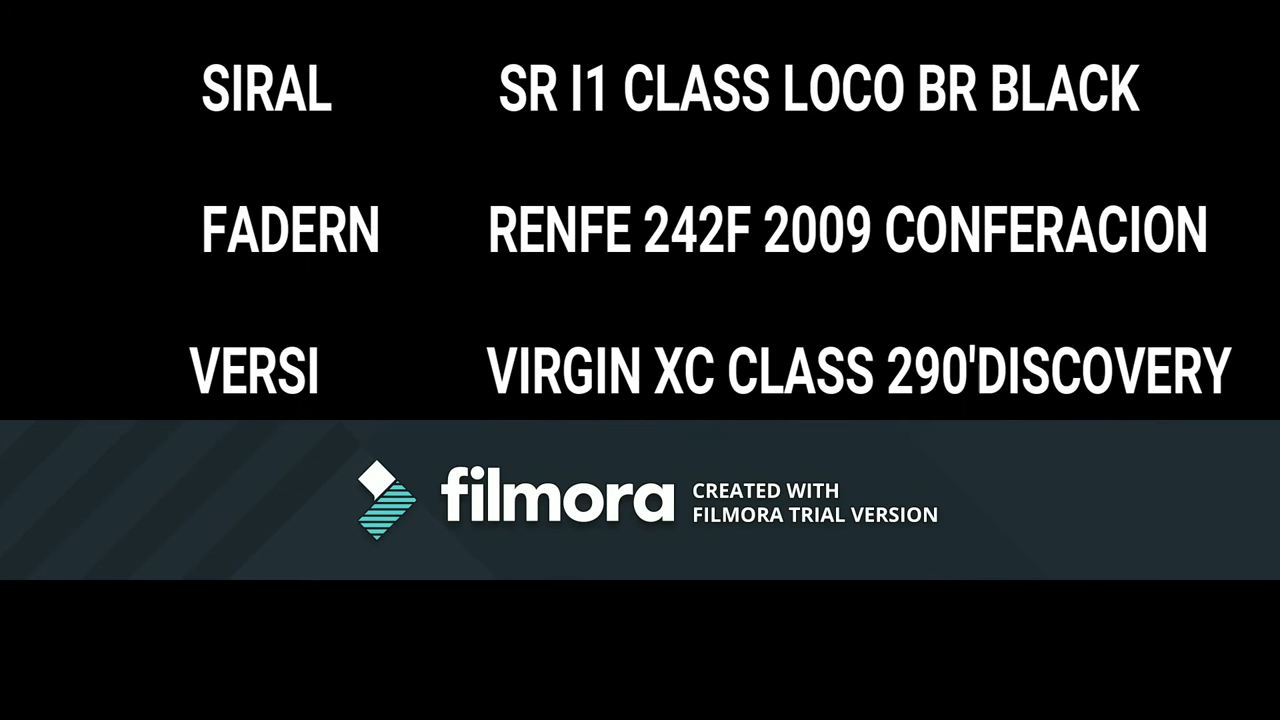 SIRAL SR I1 CLASS LOCO BR BLACK
FADERN RENFE 242F 2009 CONFERACION
VERSI VIRGIN XC CLASS 290'DISCOVERY
filmora CREATED WITH
FILMORA TRIAL VERSION